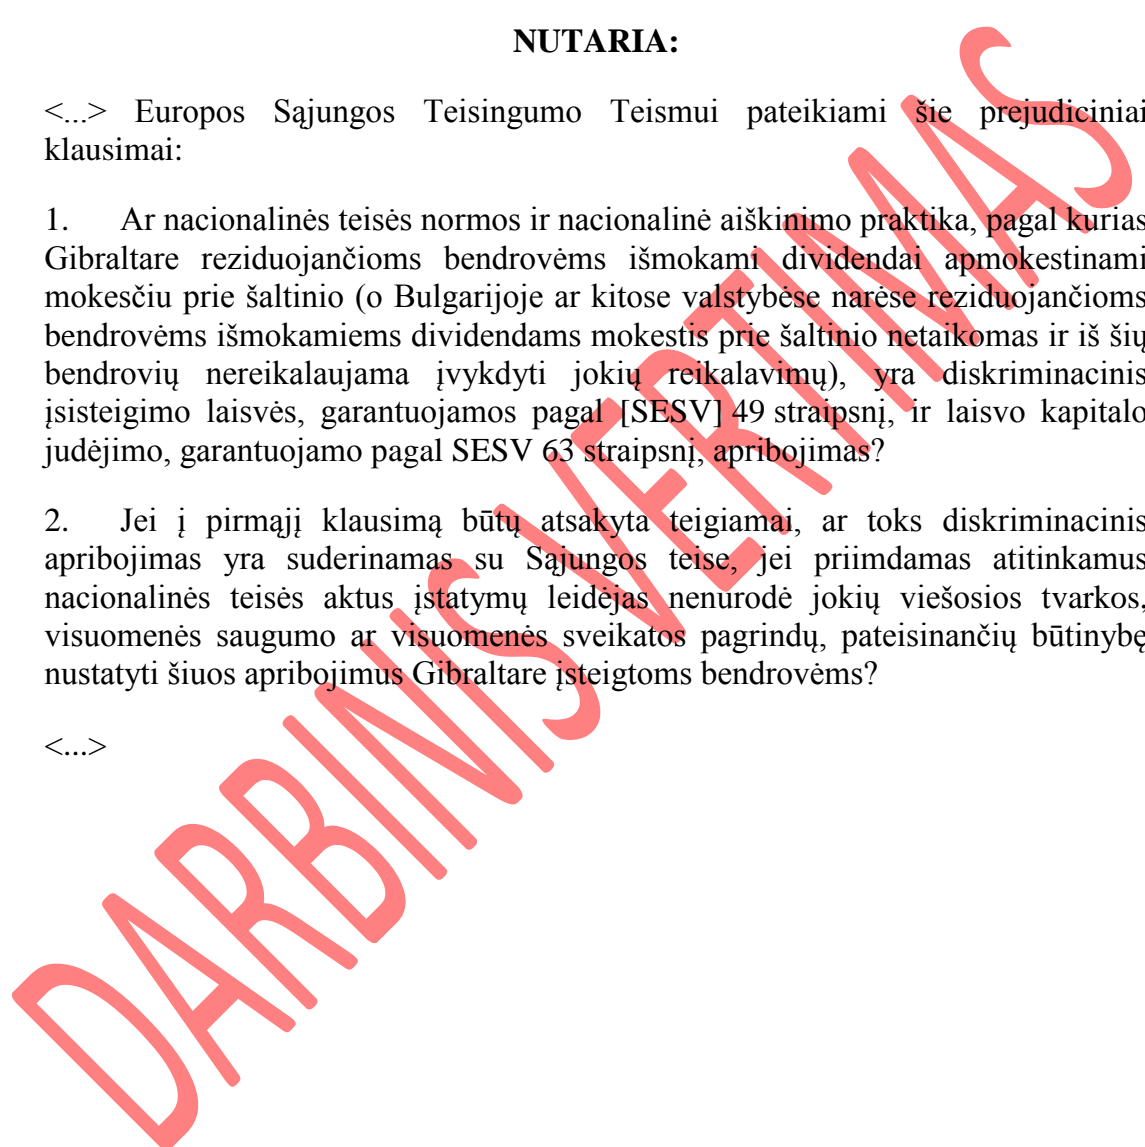 NUTARIA:
<...> Europos Sąjungos Teisingumo Teismui pateikiami šie prejudiciniai
klausimai:
1. Ar nacionalinės teisės normos ir nacionalinė aiškinimo praktika, pagal kurias
Gibraltare reziduojančioms bendrovėms išmokami dividendai apmokestinami
mokesčiu prie šaltinio (o Bulgarijoje ar kitose valstybėse narėse reziduojančioms
bendrovėms išmokamiems dividendams mokestis prie šaltinio netaikomas ir iš šių
bendrovių nereikalaujama įvykdyti jokių reikalavimų), yra diskriminacinis
įsisteigimo laisvės, garantuojamos pagal [SESV] 49 straipsnį, ir laisvo kapitalo
judėjimo, garantuojamo pagal SESV 63 straipsnį, apribojimas?
2. Jei į pirmąjį klausimą būtų atsakyta teigiamai, ar toks diskriminacinis
apribojimas yra suderinamas su Sąjungos teise, jei priimdamas atitinkamus
nacionalinės teisės aktus įstatymų leidėjas nenurodė jokių viešosios tvarkos,
visuomenės saugumo ar visuomenės sveikatos pagrindų, pateisinančių būtinybę
nustatyti šiuos apribojimus Gibraltare įsteigtoms bendrovėms?
<...>
DARBINIS VERTIMAS